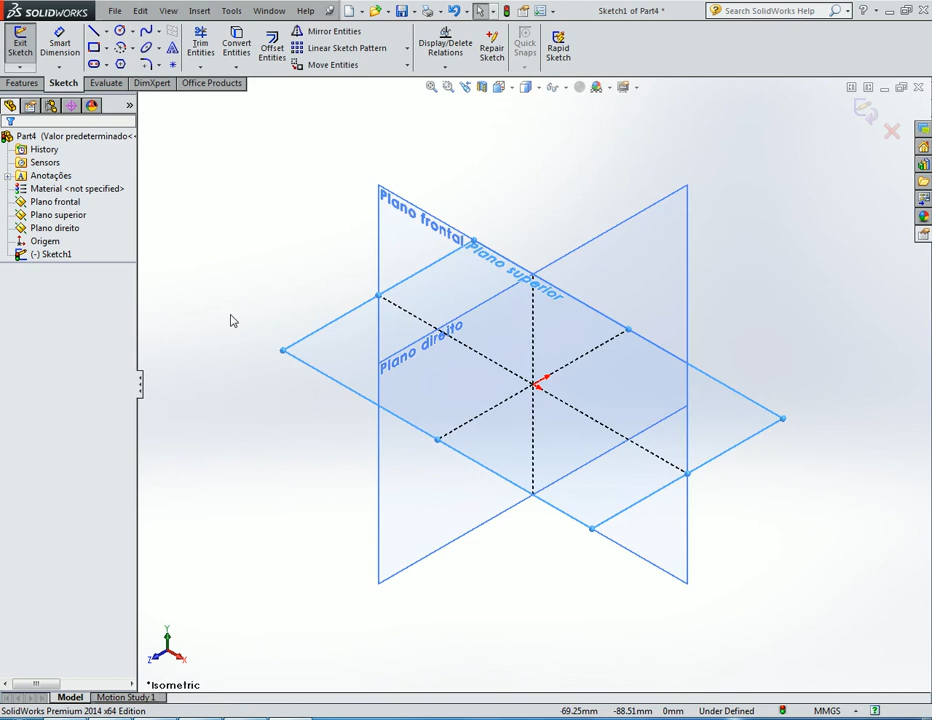 SOLIDWORKS File Edit View Insert Tools Window Help Sketch1 of Part4 * Search SolidWorks Help
Exit Sketch
Smart Dimension
Trim Entities
Convert Entities
Offset Entities
Mirror Entities
Linear Sketch Pattern
Move Entities
Display/Delete Relations
Repair Sketch
Quick Snaps
Rapid Sketch
Features Sketch Evaluate DimXpert Office Products
Part4 (Valor predeterminado<
History
Sensors
Anotações
Material <not specified>
Plano frontal
Plano superior
Plano direito
Origem
(-) Sketch1
Plano frontal
Plano superior
Plano direito
Y
Z
X
*Isometric
Model Motion Study 1
SolidWorks Premium 2014 x64 Edition -69.25mm -88.51mm 0mm Under Defined MMGS